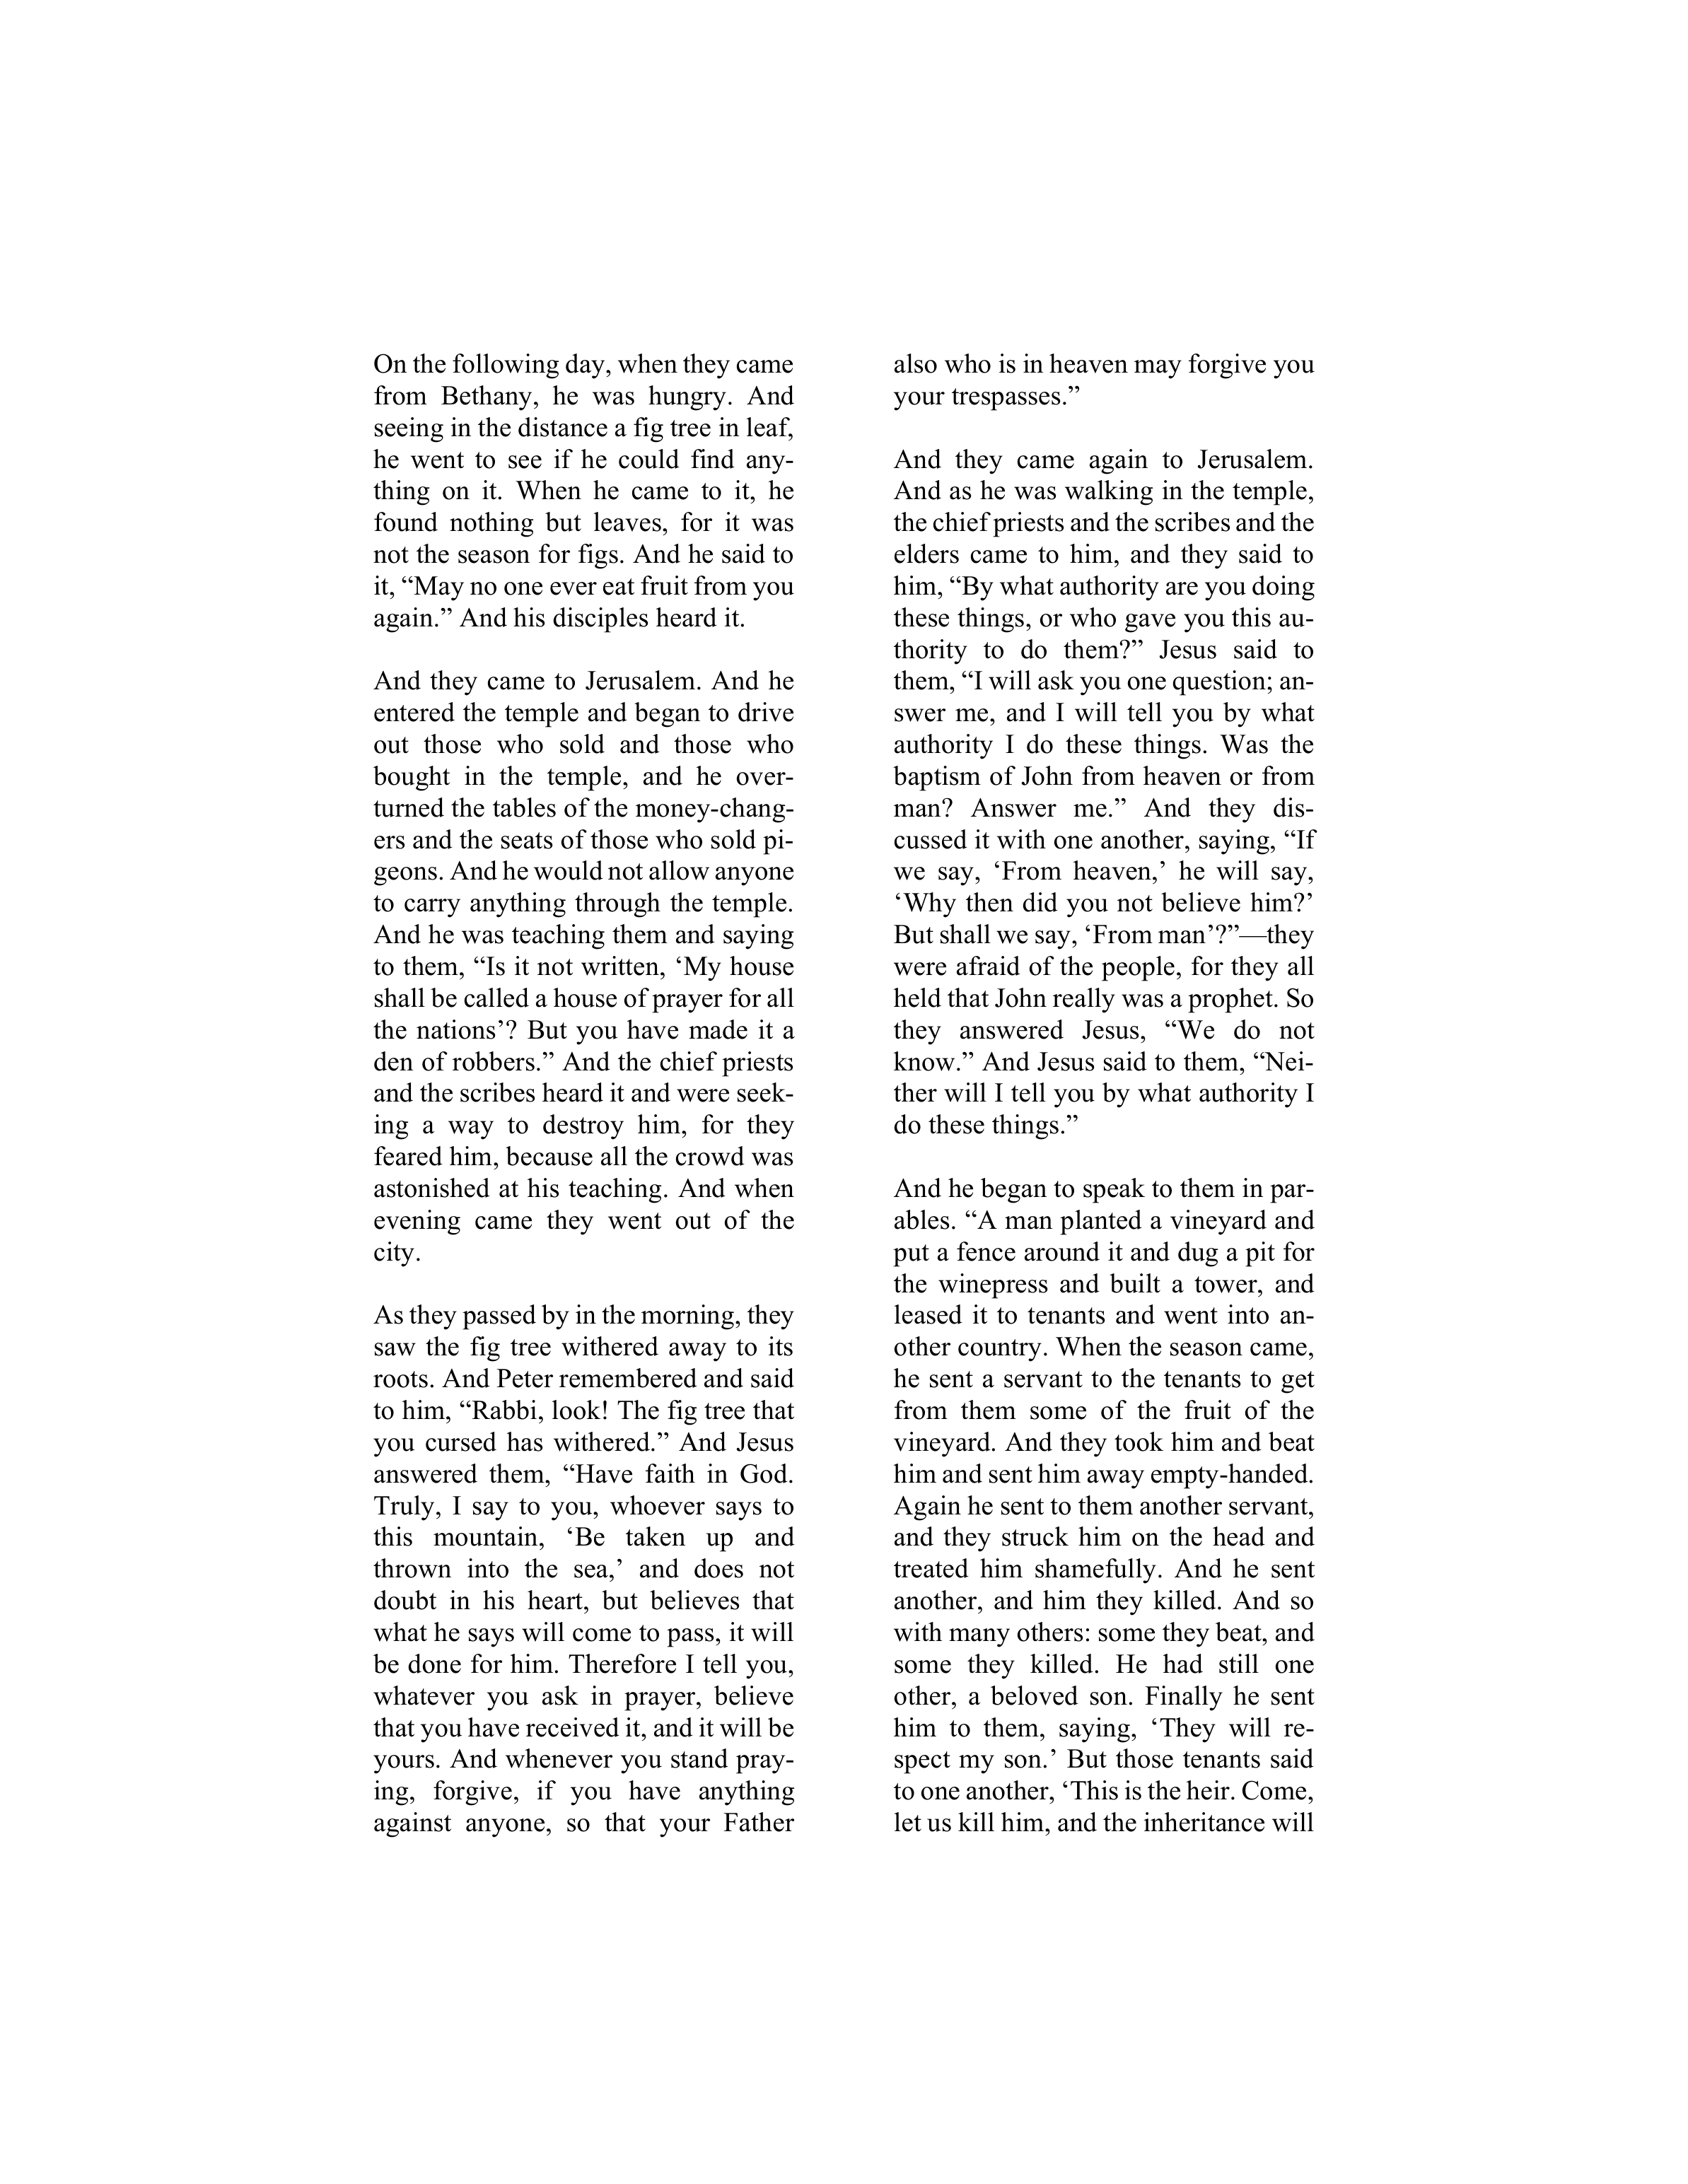 On the following day, when they came
from Bethany, he was hungry. And
seeing in the distance a fig tree in leaf,
he went to see if he could find any-
thing on it. When he came to it, he
found nothing but leaves, for it was
not the season for figs. And he said to
it, “May no one ever eat fruit from you
again.” And his disciples heard it.

And they came to Jerusalem. And he
entered the temple and began to drive
out those who sold and those who
bought in the temple, and he over-
turned the tables of the money-chang-
ers and the seats of those who sold pi-
geons. And he would not allow anyone
to carry anything through the temple.
And he was teaching them and saying
to them, “Is it not written, ‘My house
shall be called a house of prayer for all
the nations’? But you have made it a
den of robbers.” And the chief priests
and the scribes heard it and were seek-
ing a way to destroy him, for they
feared him, because all the crowd was
astonished at his teaching. And when
evening came they went out of the
city.

As they passed by in the morning, they
saw the fig tree withered away to its
roots. And Peter remembered and said
to him, “Rabbi, look! The fig tree that
you cursed has withered.” And Jesus
answered them, “Have faith in God.
Truly, I say to you, whoever says to
this mountain, ‘Be taken up and
thrown into the sea,’ and does not
doubt in his heart, but believes that
what he says will come to pass, it will
be done for him. Therefore I tell you,
whatever you ask in prayer, believe
that you have received it, and it will be
yours. And whenever you stand pray-
ing, forgive, if you have anything
against anyone, so that your Father
also who is in heaven may forgive you
your trespasses.”

And they came again to Jerusalem.
And as he was walking in the temple,
the chief priests and the scribes and the
elders came to him, and they said to
him, “By what authority are you doing
these things, or who gave you this au-
thority to do them?” Jesus said to
them, “I will ask you one question; an-
swer me, and I will tell you by what
authority I do these things. Was the
baptism of John from heaven or from
man? Answer me.” And they dis-
cussed it with one another, saying, “If
we say, ‘From heaven,’ he will say,
‘Why then did you not believe him?’
But shall we say, ‘From man’?”—they
were afraid of the people, for they all
held that John really was a prophet. So
they answered Jesus, “We do not
know.” And Jesus said to them, “Nei-
ther will I tell you by what authority I
do these things.”

And he began to speak to them in par-
ables. “A man planted a vineyard and
put a fence around it and dug a pit for
the winepress and built a tower, and
leased it to tenants and went into an-
other country. When the season came,
he sent a servant to the tenants to get
from them some of the fruit of the
vineyard. And they took him and beat
him and sent him away empty-handed.
Again he sent to them another servant,
and they struck him on the head and
treated him shamefully. And he sent
another, and him they killed. And so
with many others: some they beat, and
some they killed. He had still one
other, a beloved son. Finally he sent
him to them, saying, ‘They will re-
spect my son.’ But those tenants said
to one another, ‘This is the heir. Come,
let us kill him, and the inheritance will